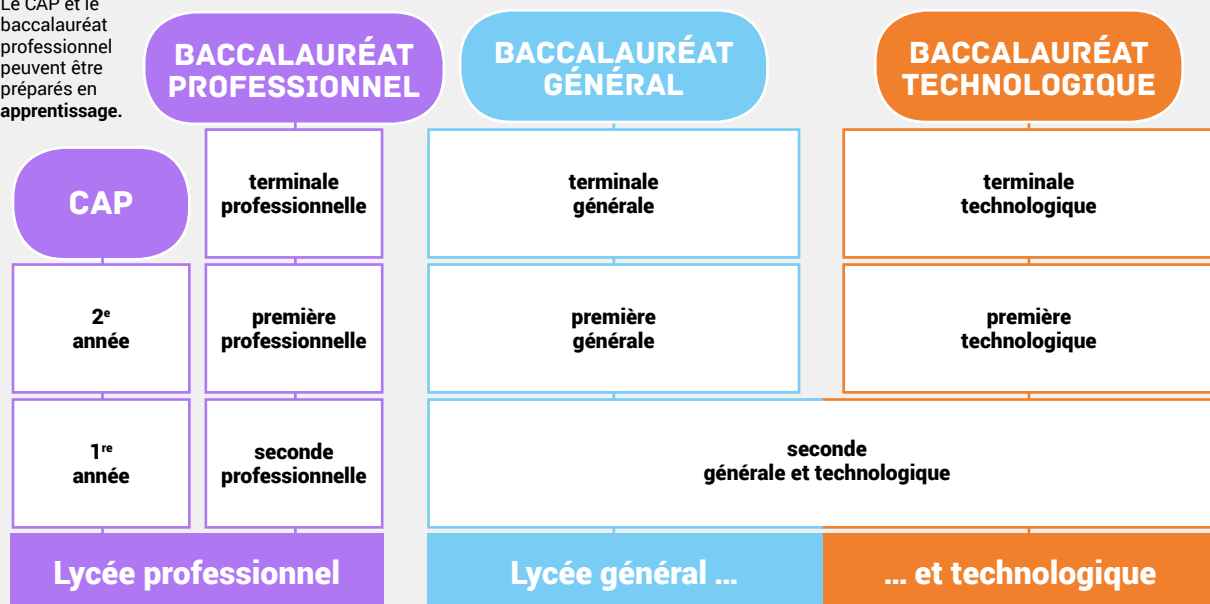 Le CAP et le
baccalauréat
professionnel
peuvent être
préparés en
apprentissage.
BACCALAURÉAT
PROFESSIONNEL
BACCALAURÉAT
GÉNÉRAL
BACCALAURÉAT
TECHNOLOGIQUE
CAP
terminale
professionnelle
terminale
générale
terminale
technologique
2e
année
première
professionnelle
première
générale
première
technologique
1re
année
seconde
professionnelle
seconde
générale et technologique
Lycée professionnel
Lycée général ...
... et technologique